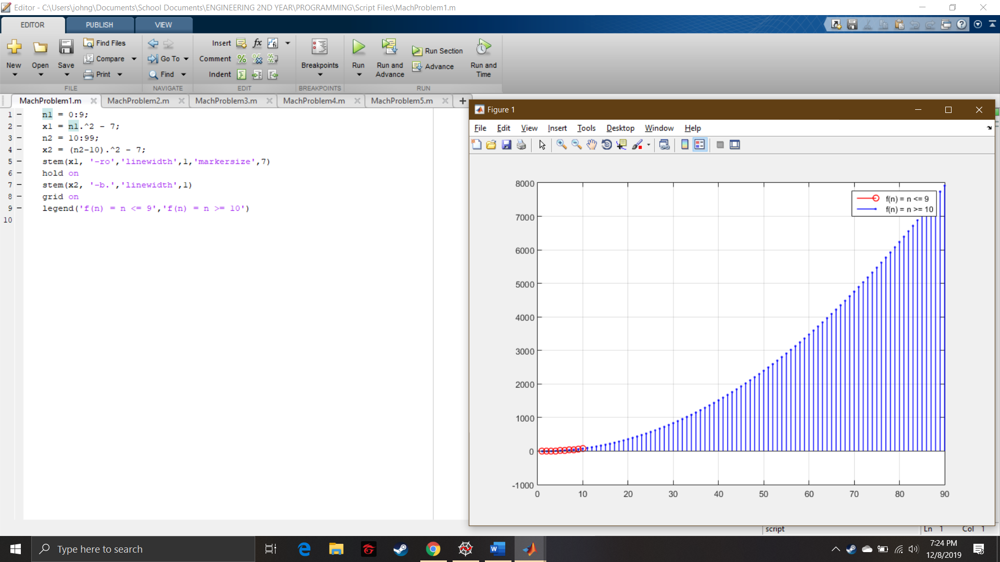 Editor - C:\Users\johng\Documents\School Documents\ENGINEERING 2ND YEAR\PROGRAMMING\Script Files\MachProblem1.m
EDITOR PUBLISH VIEW
New Open Save Find Files Compare Print
Go To Find
Insert fx Comment Indent
Breakpoints
Run Run and Advance Run Section Advance Run and Time
FILE NAVIGATE EDIT BREAKPOINTS RUN
MachProblem1.m MachProblem2.m MachProblem3.m MachProblem4.m MachProblem5.m
1 – n1 = 0:9;
2 – x1 = n1.^2 - 7;
3 – n2 = 10:99;
4 – x2 = (n2-10).^2 - 7;
5 – stem(x1, '-ro','linewidth',1,'markersize',7)
6 – hold on
7 – stem(x2, '-b.','linewidth',1)
8 – grid on
9 – legend('f(n) = n <= 9','f(n) = n >= 10')
10
Figure 1
File Edit View Insert Tools Desktop Window Help
8000
7000
6000
5000
4000
3000
2000
1000
0
-1000
0 10 20 30 40 50 60 70 80 90
f(n) = n <= 9
f(n) = n >= 10
script Ln 1 Col 1
Type here to search
7:24 PM
12/8/2019